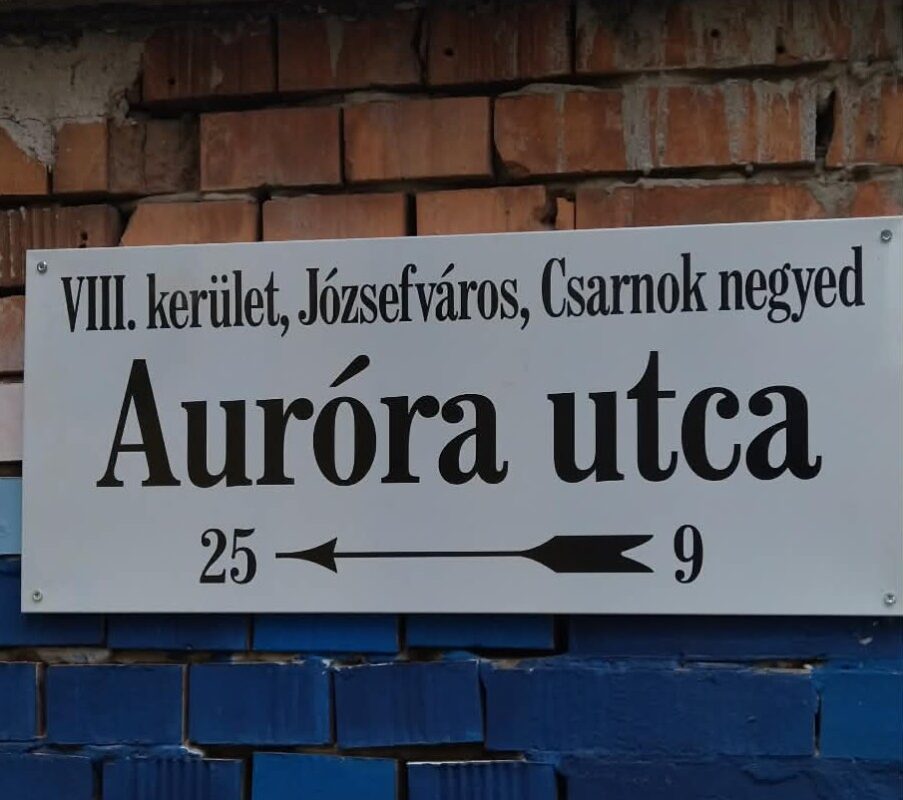 VIII. kerület, Józsefváros, Csarnok negyed
Auróra utca
25 9